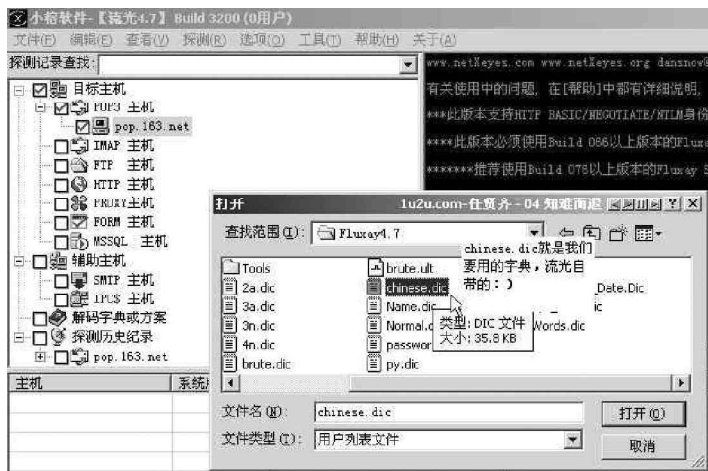 小榕软件-【流光4.7】 Build 3200 (0用户)
文件(F) 编辑(E) 查看(V) 探测(R) 选项(O) 工具(T) 帮助(H) 关于(A)
探测记录查找:
目标主机
POP3 主机
pop.163.net
IMAP 主机
FTP 主机
HTTP 主机
PROXY主机
FORM 主机
MSSQL 主机
辅助主机
SMTP 主机
IPC$ 主机
解码字典或方案
探测历史纪录
pop.163.net
主机
www.netXeyes.com www.netXeyes.org dansnow@
有关使用中的问题, 在[帮助]中都有详细说明,
***此版本支持HTTP BASIC/NEGOTIATE/NTLM身份
****此版本必须使用Build 066以上版本的Fluxa
*******推荐使用Build 078以上版本的Fluxay S
打开
1u2u.com-任贤齐-04 知难而退
查找范围(I): Fluxay4.7
chinese.dic就是我们
要用的字典,流光自
带的:)
Tools
2a.dic
3a.dic
3n.dic
4n.dic
brute.dic
brute.ult
chinese.dic
Name.dic
Normal.d
passwor
py.dic
_Date.Dic
ic
Words.dic
类型: DIC 文件
大小: 35.8 KB
文件名(N): chinese.dic
打开(O)
文件类型(T): 用户列表文件
取消